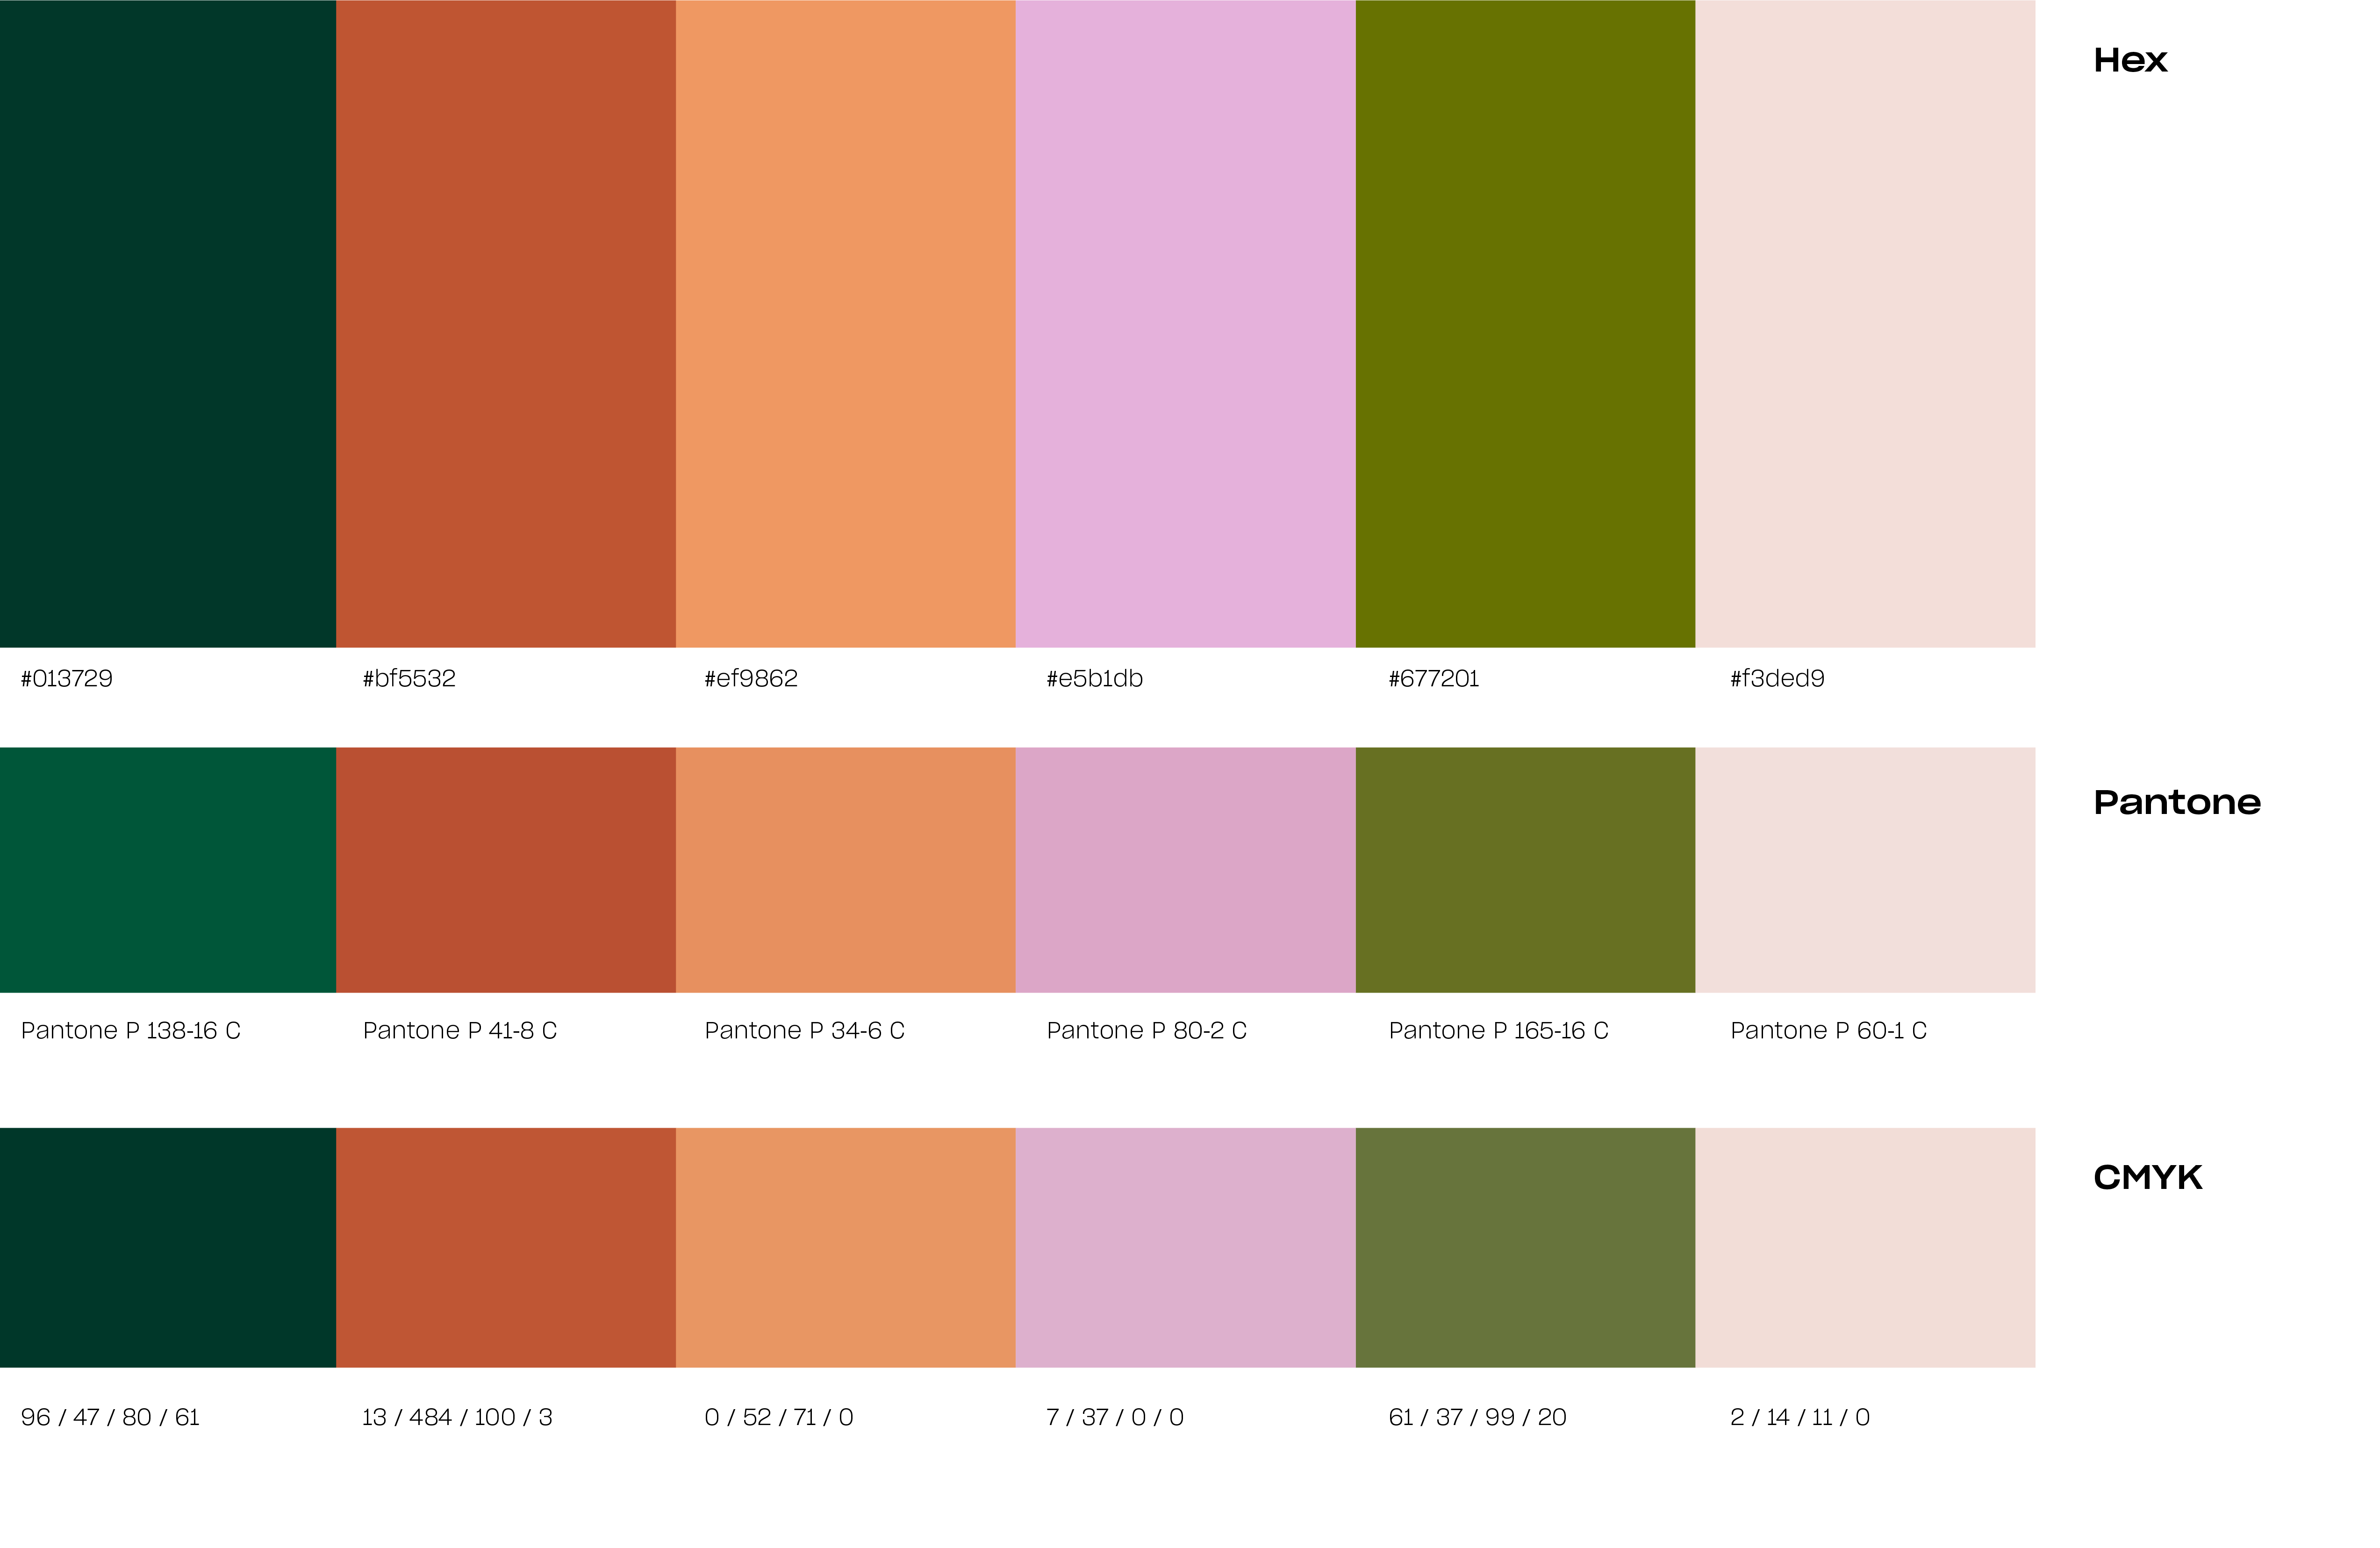 Hex
#013729
#bf5532
#ef9862
#e5b1db
#677201
#f3ded9
Pantone
Pantone P 138-16 C
Pantone P 41-8 C
Pantone P 34-6 C
Pantone P 80-2 C
Pantone P 165-16 C
Pantone P 60-1 C
CMYK
96 / 47 / 80 / 61
13 / 484 / 100 / 3
0 / 52 / 71 / 0
7 / 37 / 0 / 0
61 / 37 / 99 / 20
2 / 14 / 11 / 0